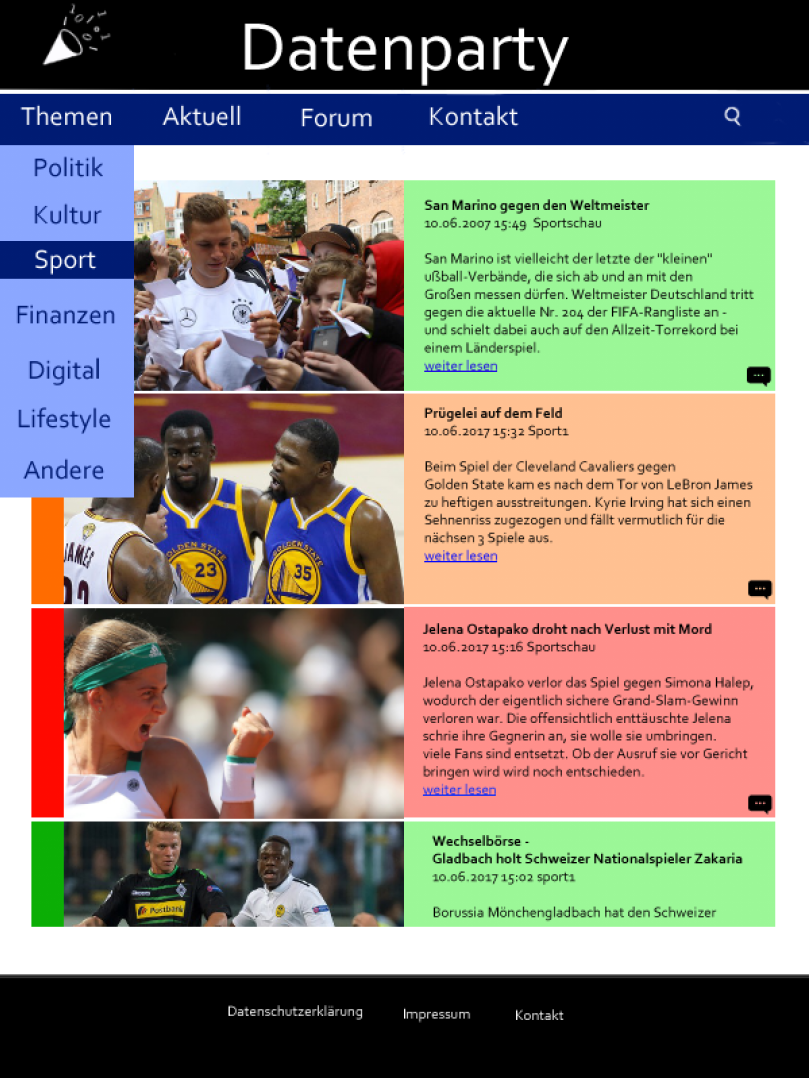 Datenparty
Themen Aktuell Forum Kontakt
Politik
Kultur
Sport
Finanzen
Digital
Lifestyle
Andere
San Marino gegen den Weltmeister
10.06.2007 15:49 Sportschau
San Marino ist vielleicht der letzte der "kleinen"
ußball-Verbände, die sich ab und an mit den
Großen messen dürfen. Weltmeister Deutschland tritt
gegen die aktuelle Nr. 204 der FIFA-Rangliste an -
und schielt dabei auch auf den Allzeit-Torrekord bei
einem Länderspiel.
weiter lesen
JAMES
23
GOLDEN STATE
23
GOLDEN STATE
35
Prügelei auf dem Feld
10.06.2017 15:32 Sport1
Beim Spiel der Cleveland Cavaliers gegen
Golden State kam es nach dem Tor von LeBron James
zu heftigen ausstreitungen. Kyrie Irving hat sich einen
Sehnenriss zugezogen und fällt vermutlich für die
nächsen 3 Spiele aus.
weiter lesen
Jelena Ostapako droht nach Verlust mit Mord
10.06.2017 15:16 Sportschau
Jelena Ostapako verlor das Spiel gegen Simona Halep,
wodurch der eigentlich sichere Grand-Slam-Gewinn
verloren war. Die offensichtlich enttäuschte Jelena
schrie ihre Gegnerin an, sie wolle sie umbringen.
viele Fans sind entsetzt. Ob der Ausruf sie vor Gericht
bringen wird wird noch entschieden.
weiter lesen
Postbank
Wechselbörse -
Gladbach holt Schweizer Nationalspieler Zakaria
10.06.2017 15:02 sport1
Borussia Mönchengladbach hat den Schweizer
Datenschutzerklärung Impressum Kontakt